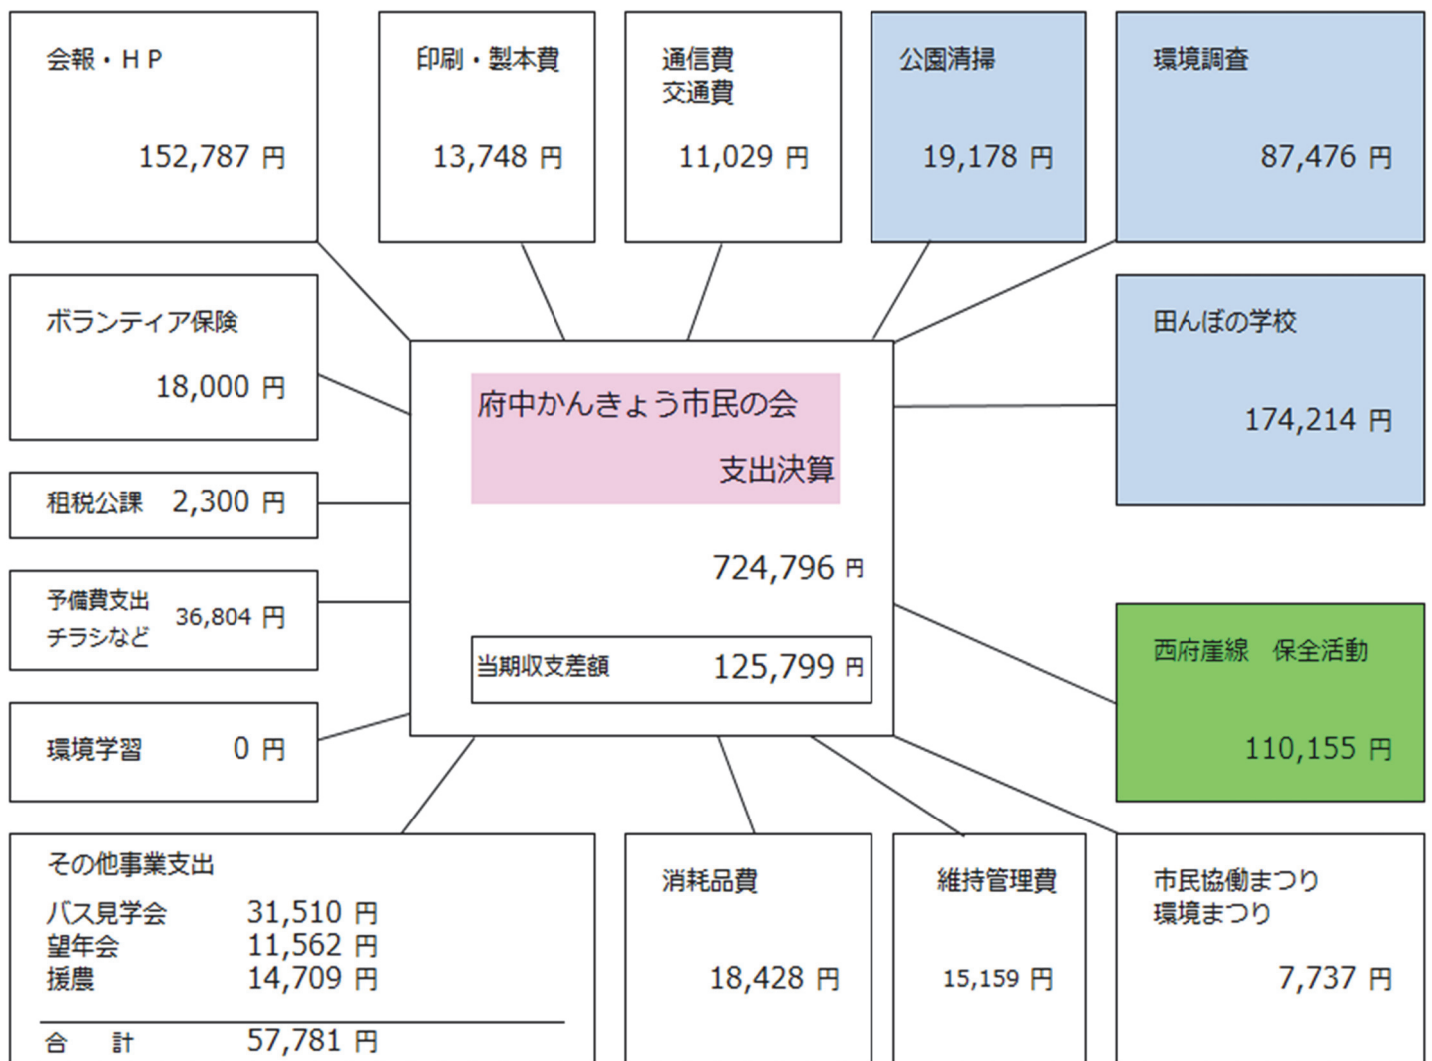 会報・ＨＰ
152,787 円
印刷・製本費
13,748 円
通信費
交通費
11,029 円
公園清掃
19,178 円
環境調査
87,476 円
ボランティア保険
18,000 円
田んぼの学校
174,214 円
府中かんきょう市民の会
支出決算
724,796 円
当期収支差額 125,799 円
租税公課 2,300 円
予備費支出
チラシなど
36,804 円
環境学習 0 円
西府崖線　保全活動
110,155 円
その他事業支出
バス見学会 31,510 円
望年会 11,562 円
援農 14,709 円
合　計 57,781 円
消耗品費
18,428 円
維持管理費
15,159 円
市民協働まつり
環境まつり
7,737 円